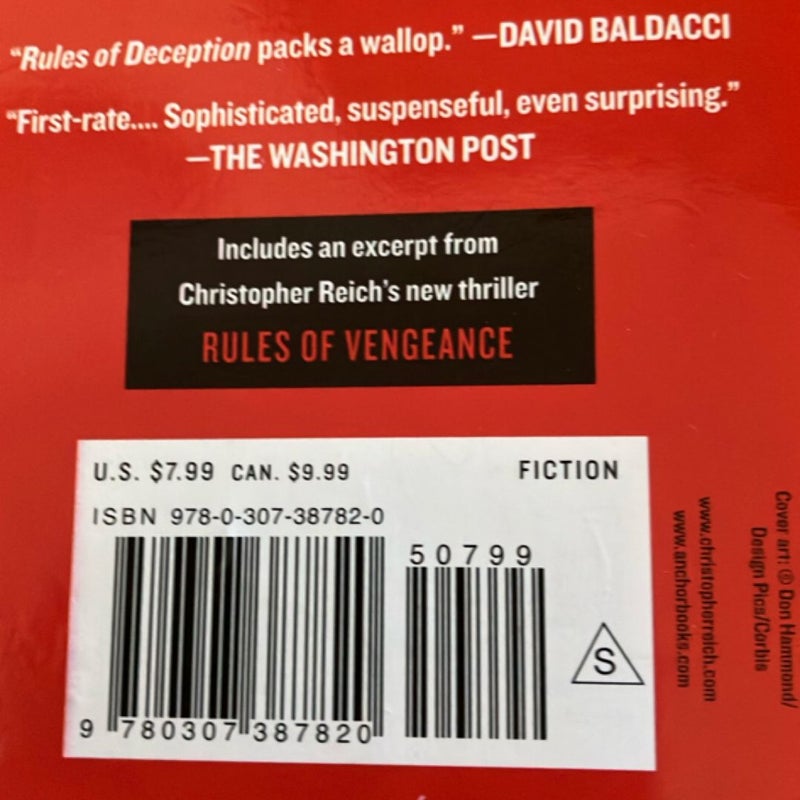 “Rules of Deception packs a wallop.” —DAVID BALDACCI
“First-rate.... Sophisticated, suspenseful, even surprising.”
—THE WASHINGTON POST
Includes an excerpt from
Christopher Reich’s new thriller
RULES OF VENGEANCE
U.S. $7.99 CAN. $9.99 FICTION
ISBN 978-0-307-38782-0
50799
S
9 780307 387820
www.christopherreich.com
www.anchorbooks.com
Cover art: © Don Hammond/
Design Pics/Corbis